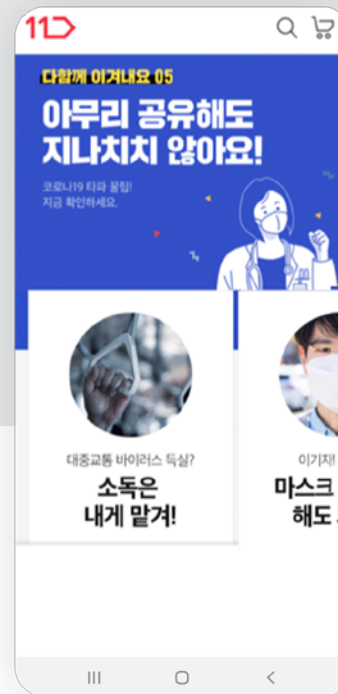 11
다함께 이겨내요 05
아무리 공유해도
지나치치 않아요!
코로나19 타파 꿀팁!
지금 확인하세요.
대중교통 바이러스 득실?
소독은
내게 맡겨!
이기자!
마스크
해도